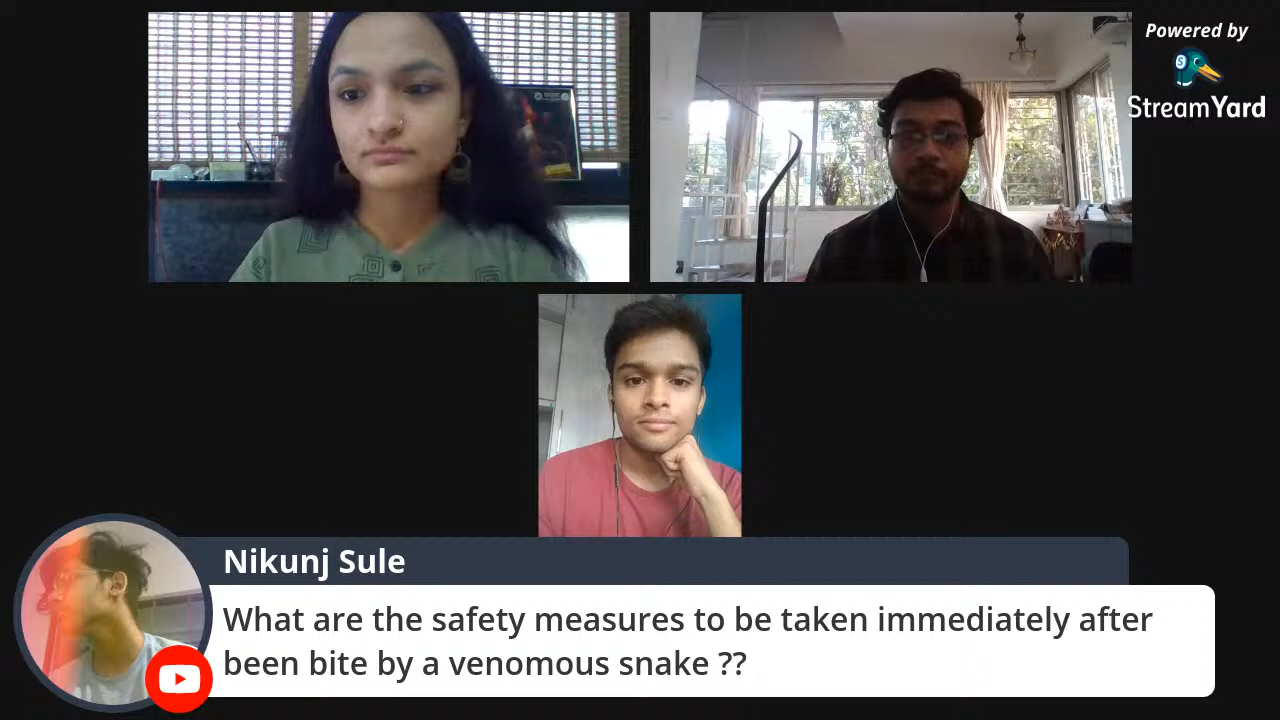 Powered by
StreamYard
Nikunj Sule
What are the safety measures to be taken immediately after
been bite by a venomous snake ??